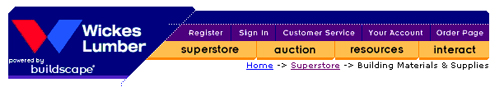 Wickes
Lumber
powered by
buildscape®
Register Sign In Customer Service Your Account Order Page
superstore auction resources interact
Home -> Superstore -> Building Materials & Supplies